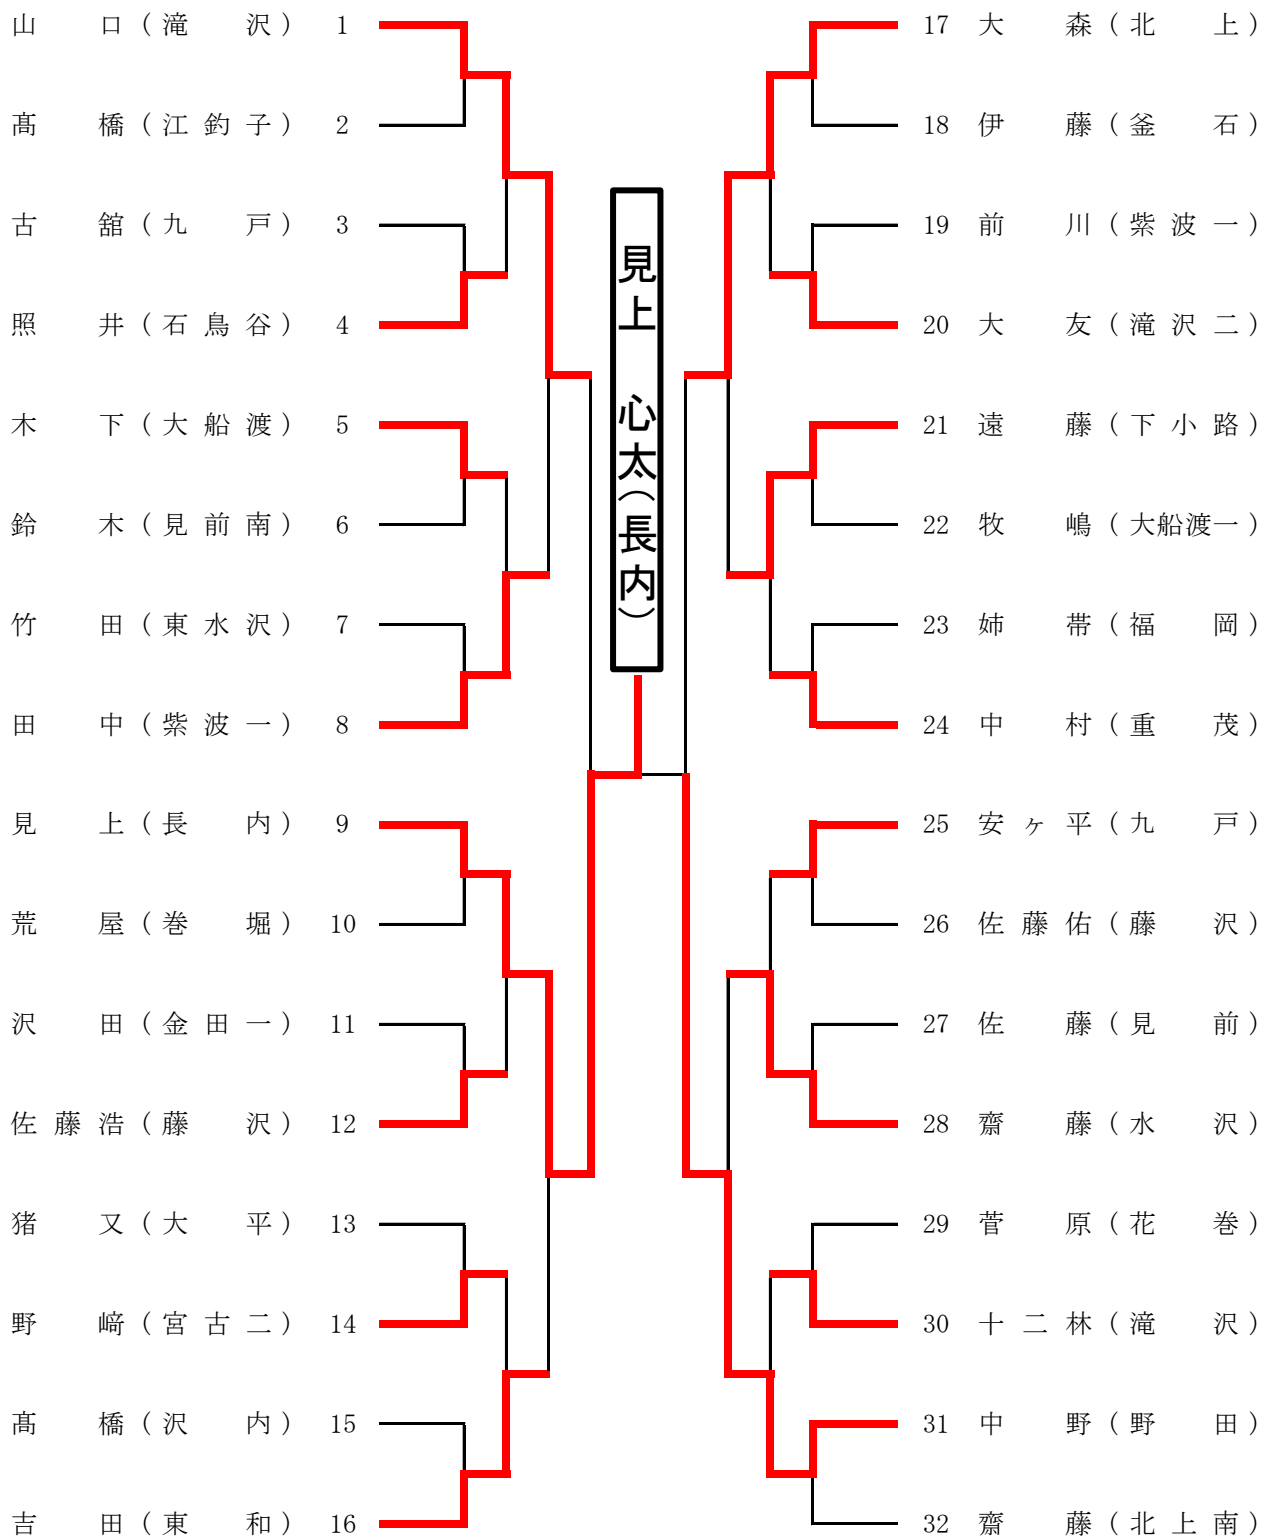 山口(滝沢) 1
髙橋(江釣子) 2
古舘(九戸) 3
照井(石鳥谷) 4
木下(大船渡) 5
鈴木(見前南) 6
竹田(東水沢) 7
田中(紫波一) 8
見上(長内) 9
荒屋(巻堀) 10
沢田(金田一) 11
佐藤浩(藤沢) 12
猪又(大平) 13
野﨑(宮古二) 14
髙橋(沢内) 15
吉田(東和) 16
見上 心太(長内)
17 大森(北上)
18 伊藤(釜石)
19 前川(紫波一)
20 大友(滝沢二)
21 遠藤(下小路)
22 牧嶋(大船渡一)
23 姉帯(福岡)
24 中村(重茂)
25 安ヶ平(九戸)
26 佐藤佑(藤沢)
27 佐藤(見前)
28 齋藤(水沢)
29 菅原(花巻)
30 十二林(滝沢)
31 中野(野田)
32 齋藤(北上南)